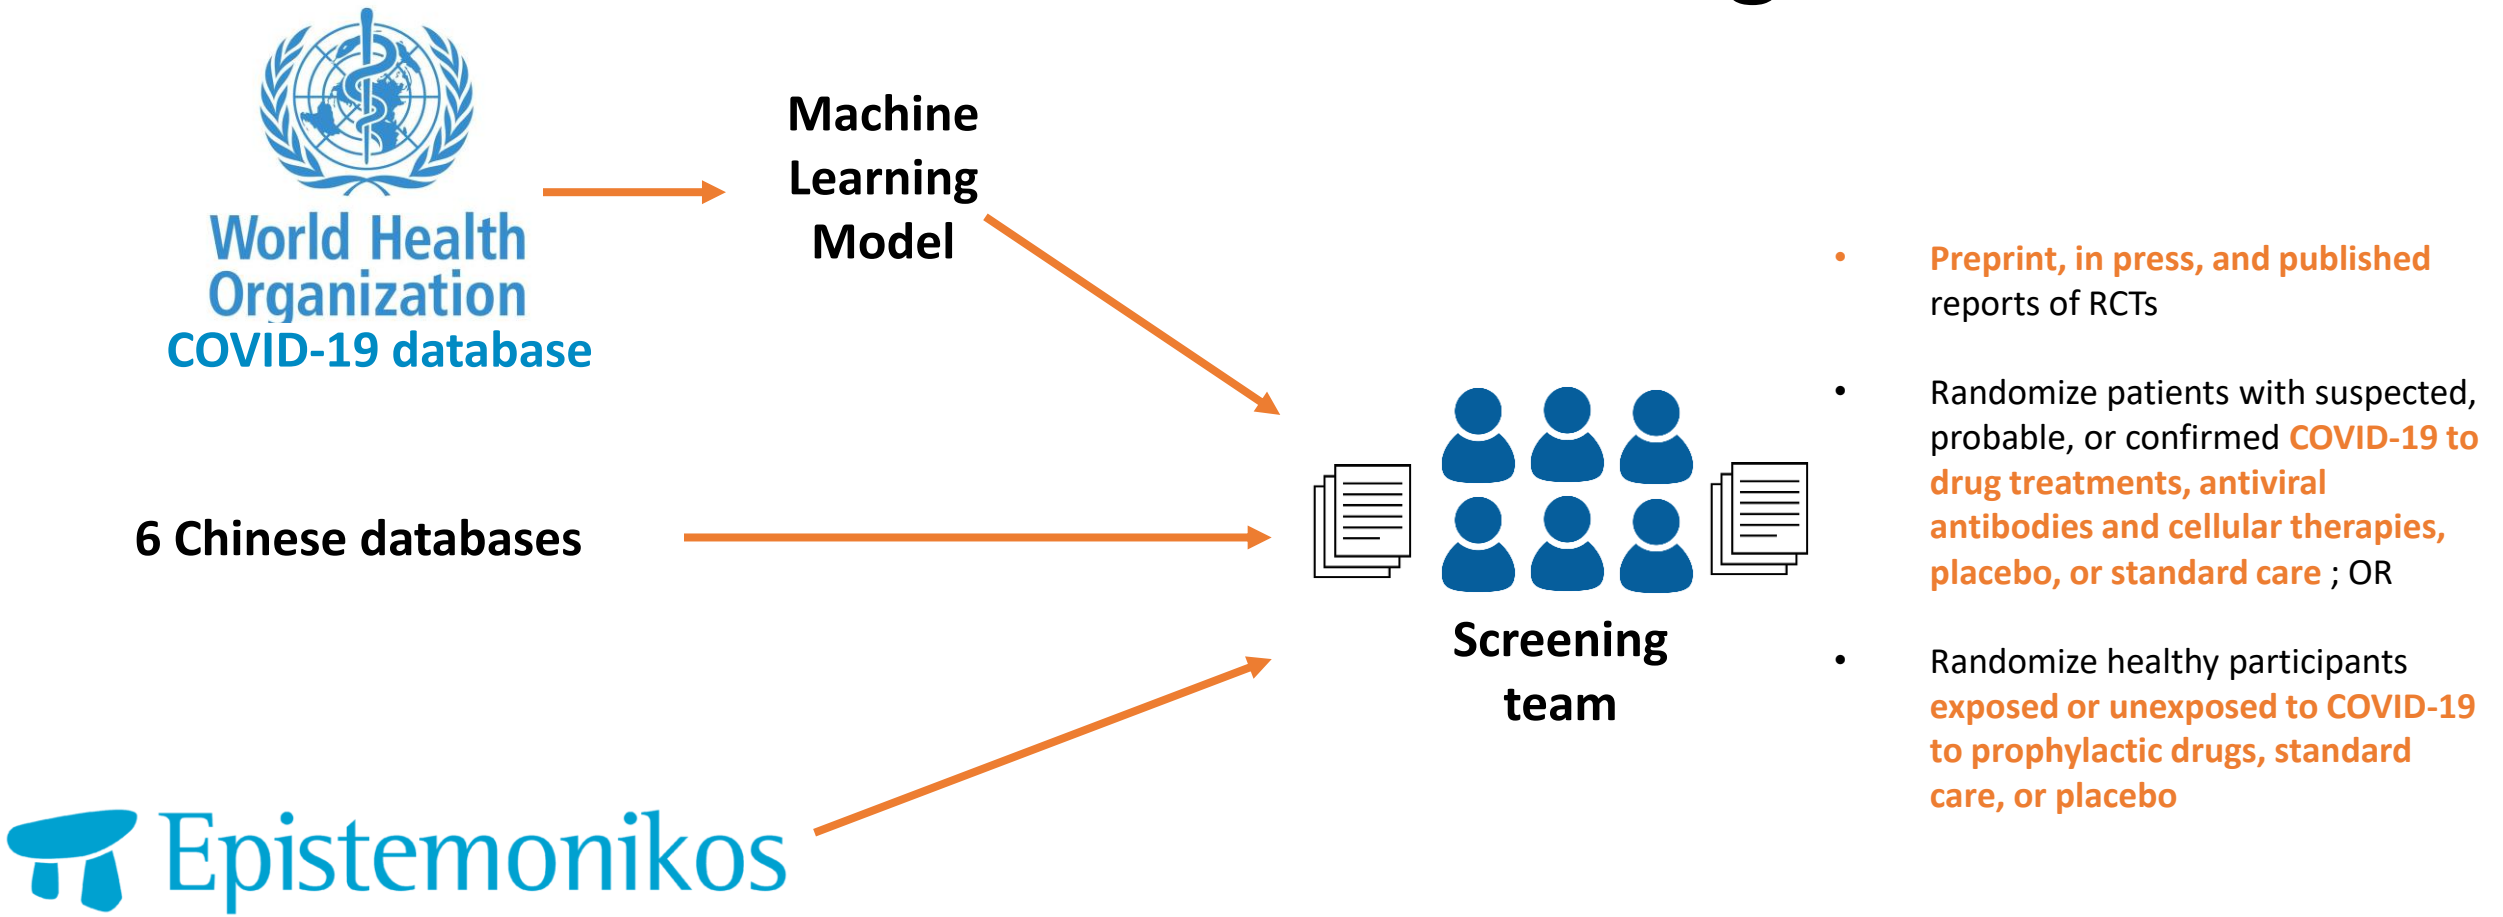 World Health
Organization
COVID-19 database
Machine
Learning
Model
6 Chinese databases
Epistemonikos
Screening
team
• Preprint, in press, and published
reports of RCTs
• Randomize patients with suspected,
probable, or confirmed COVID-19 to
drug treatments, antiviral
antibodies and cellular therapies,
placebo, or standard care ; OR
• Randomize healthy participants
exposed or unexposed to COVID-19
to prophylactic drugs, standard
care, or placebo